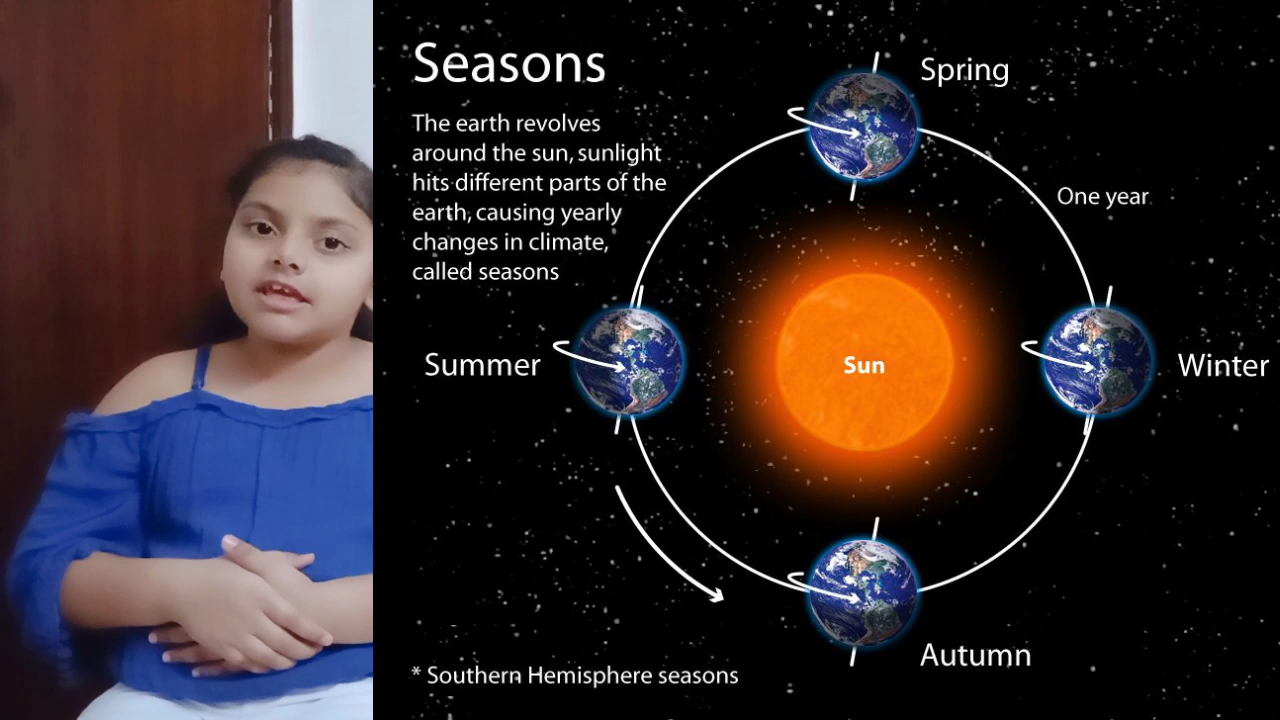 Seasons
The earth revolves
around the sun, sunlight
hits different parts of the
earth, causing yearly
changes in climate,
called seasons
Spring
One year
Summer
Sun
Winter
Autumn
* Southern Hemisphere seasons